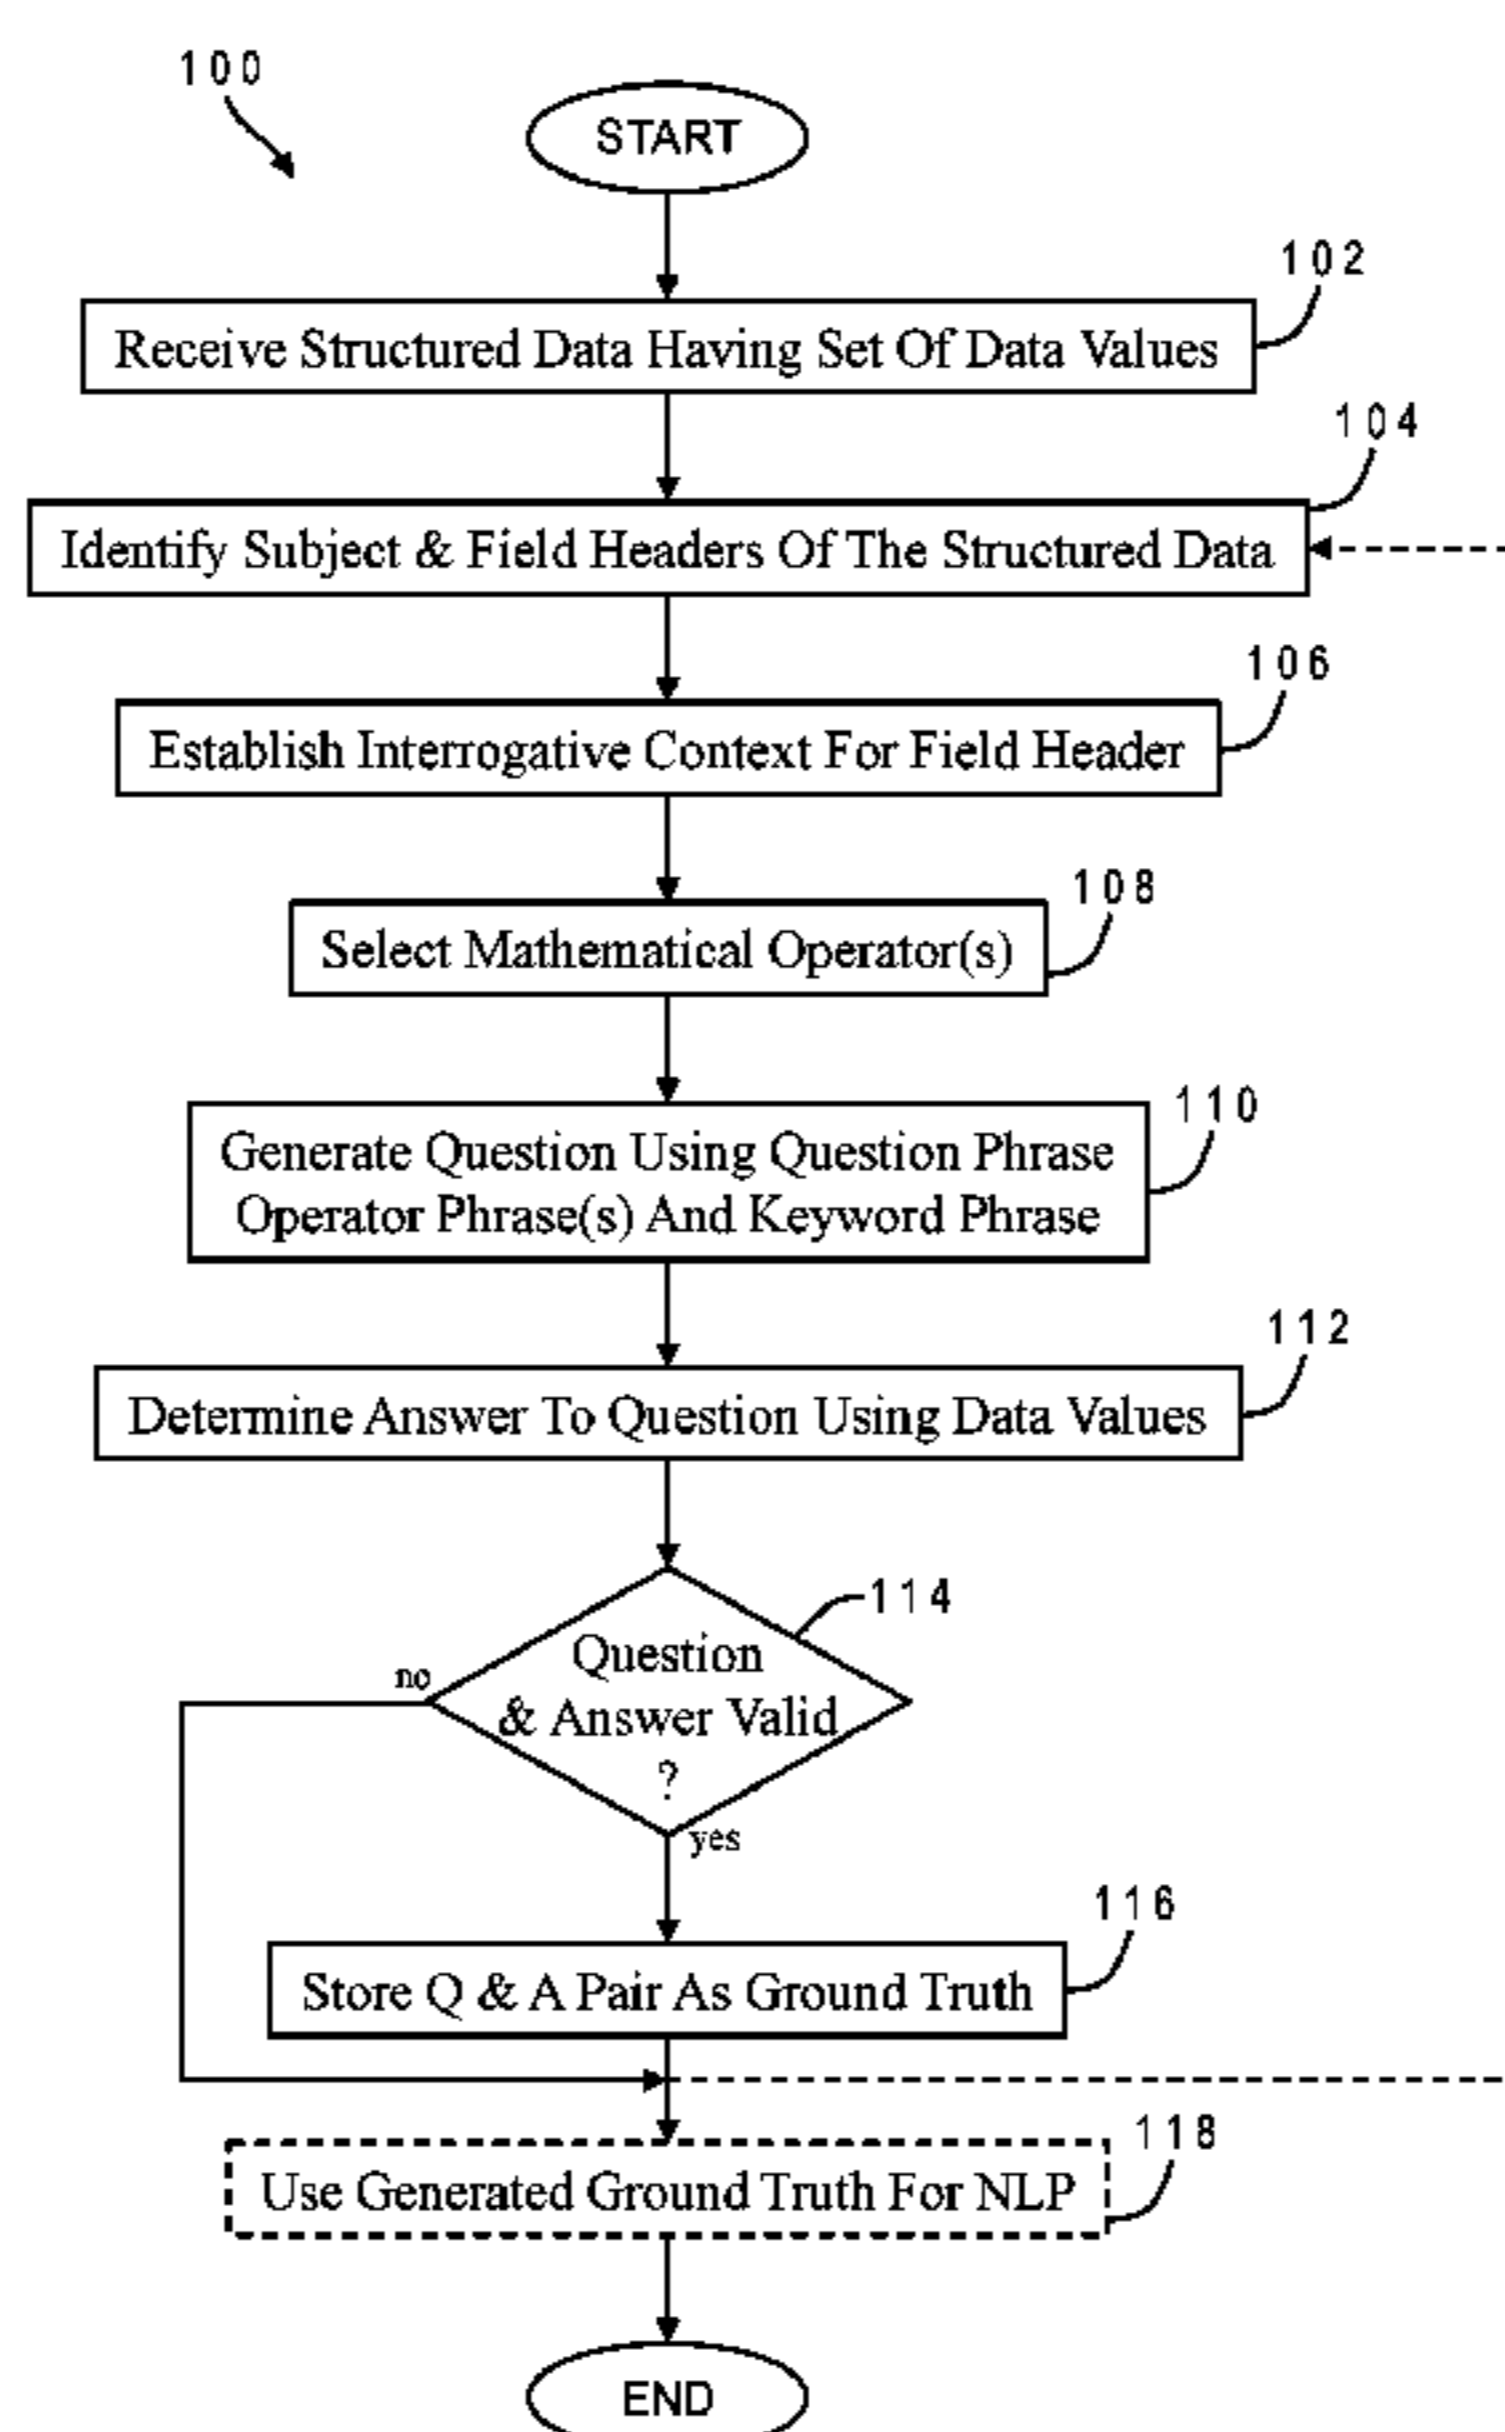 100
START
102
Receive Structured Data Having Set Of Data Values
104
Identify Subject & Field Headers Of The Structured Data
106
Establish Interrogative Context For Field Header
108
Select Mathematical Operator(s)
110
Generate Question Using Question Phrase
Operator Phrase(s) And Keyword Phrase
112
Determine Answer To Question Using Data Values
114
Question
& Answer Valid
?
no
yes
116
Store Q & A Pair As Ground Truth
118
Use Generated Ground Truth For NLP
END